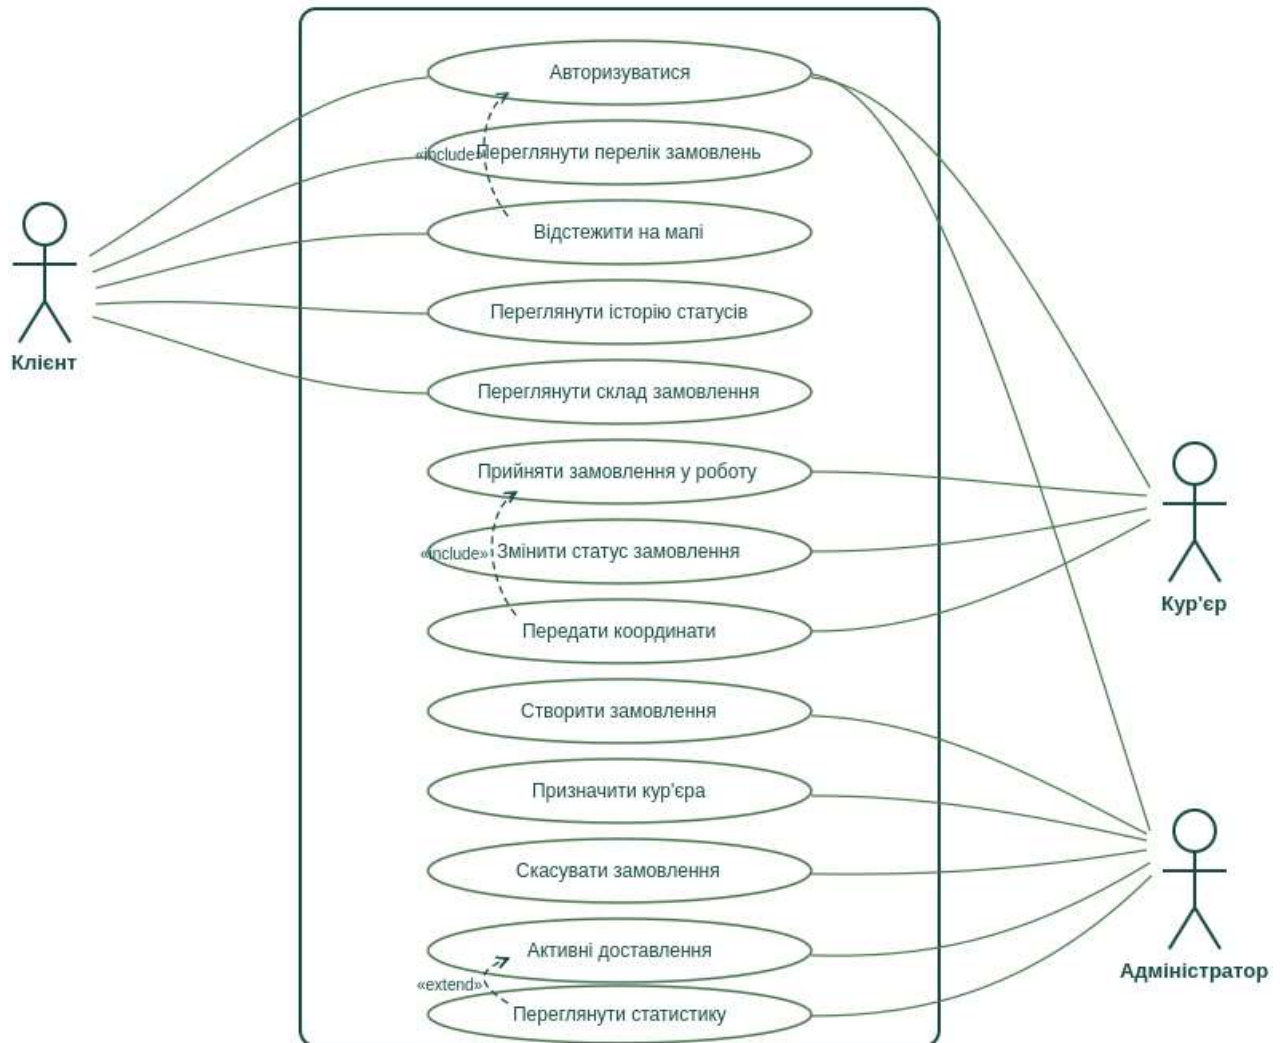 Авторизуватися
«include»
Переглянути перелік замовлень
Відстежити на мапі
Переглянути історію статусів
Клієнт
Переглянути склад замовлення
Прийняти замовлення у роботу
«include»
Змінити статус замовлення
Кур'єр
Передати координати
Створити замовлення
Призначити кур'єра
Скасувати замовлення
Активні доставлення
Адміністратор
«extend»
Переглянути статистику